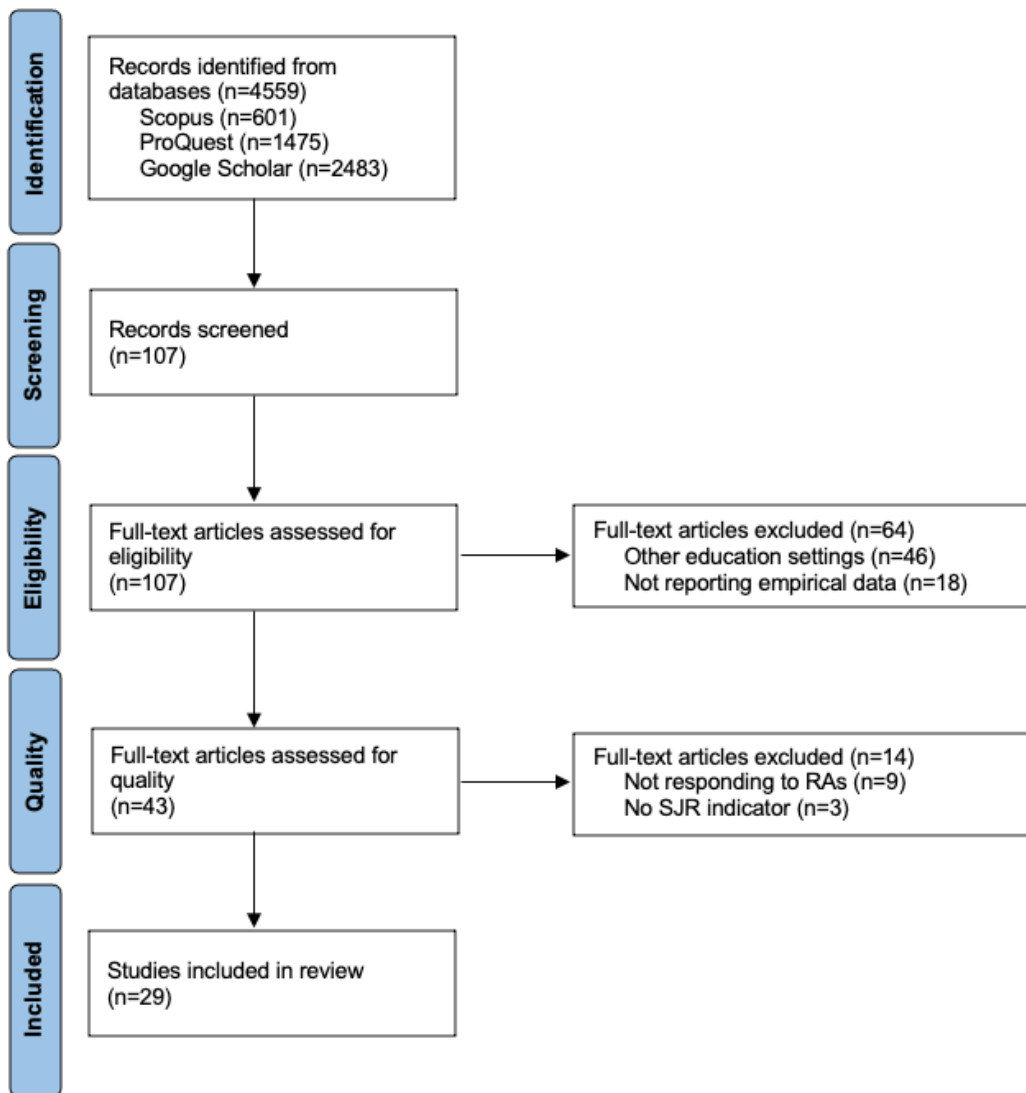 Identification
Records identified from
databases (n=4559)
Scopus (n=601)
ProQuest (n=1475)
Google Scholar (n=2483)
Screening
Records screened
(n=107)
Eligibility
Full-text articles assessed for
eligibility
(n=107)
Full-text articles excluded (n=64)
Other education settings (n=46)
Not reporting empirical data (n=18)
Quality
Full-text articles assessed for
quality
(n=43)
Full-text articles excluded (n=14)
Not responding to RAs (n=9)
No SJR indicator (n=3)
Included
Studies included in review
(n=29)